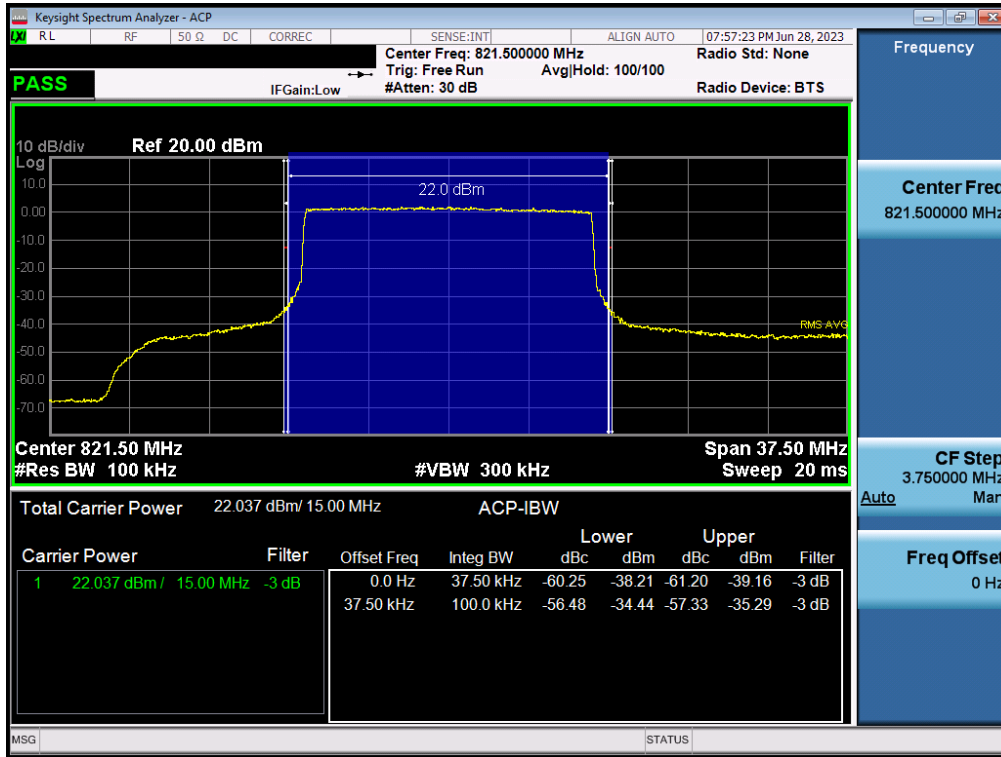 Keysight Spectrum Analyzer - ACP
LXI RL RF 50 Ω DC CORREC SENSE:INT ALIGN AUTO 07:57:23 PM Jun 28, 2023
Center Freq: 821.500000 MHz Radio Std: None
Trig: Free Run Avg|Hold: 100/100
PASS IFGain:Low #Atten: 30 dB Radio Device: BTS
10 dB/div Ref 20.00 dBm
Log
10.0
22.0 dBm
0.00
-10.0
-20.0
-30.0
-40.0 RMS AVG
-50.0
-60.0
-70.0
Center 821.50 MHz Span 37.50 MHz
#Res BW 100 kHz #VBW 300 kHz Sweep 20 ms
Total Carrier Power 22.037 dBm/ 15.00 MHz ACP-IBW
Lower Upper
Carrier Power Filter Offset Freq Integ BW dBc dBm dBc dBm Filter
1 22.037 dBm / 15.00 MHz -3 dB 0.0 Hz 37.50 kHz -60.25 -38.21 -61.20 -39.16 -3 dB
37.50 kHz 100.0 kHz -56.48 -34.44 -57.33 -35.29 -3 dB
MSG STATUS
Frequency
Center Freq
821.500000 MHz
CF Step
3.750000 MHz
Auto Man
Freq Offset
0 Hz